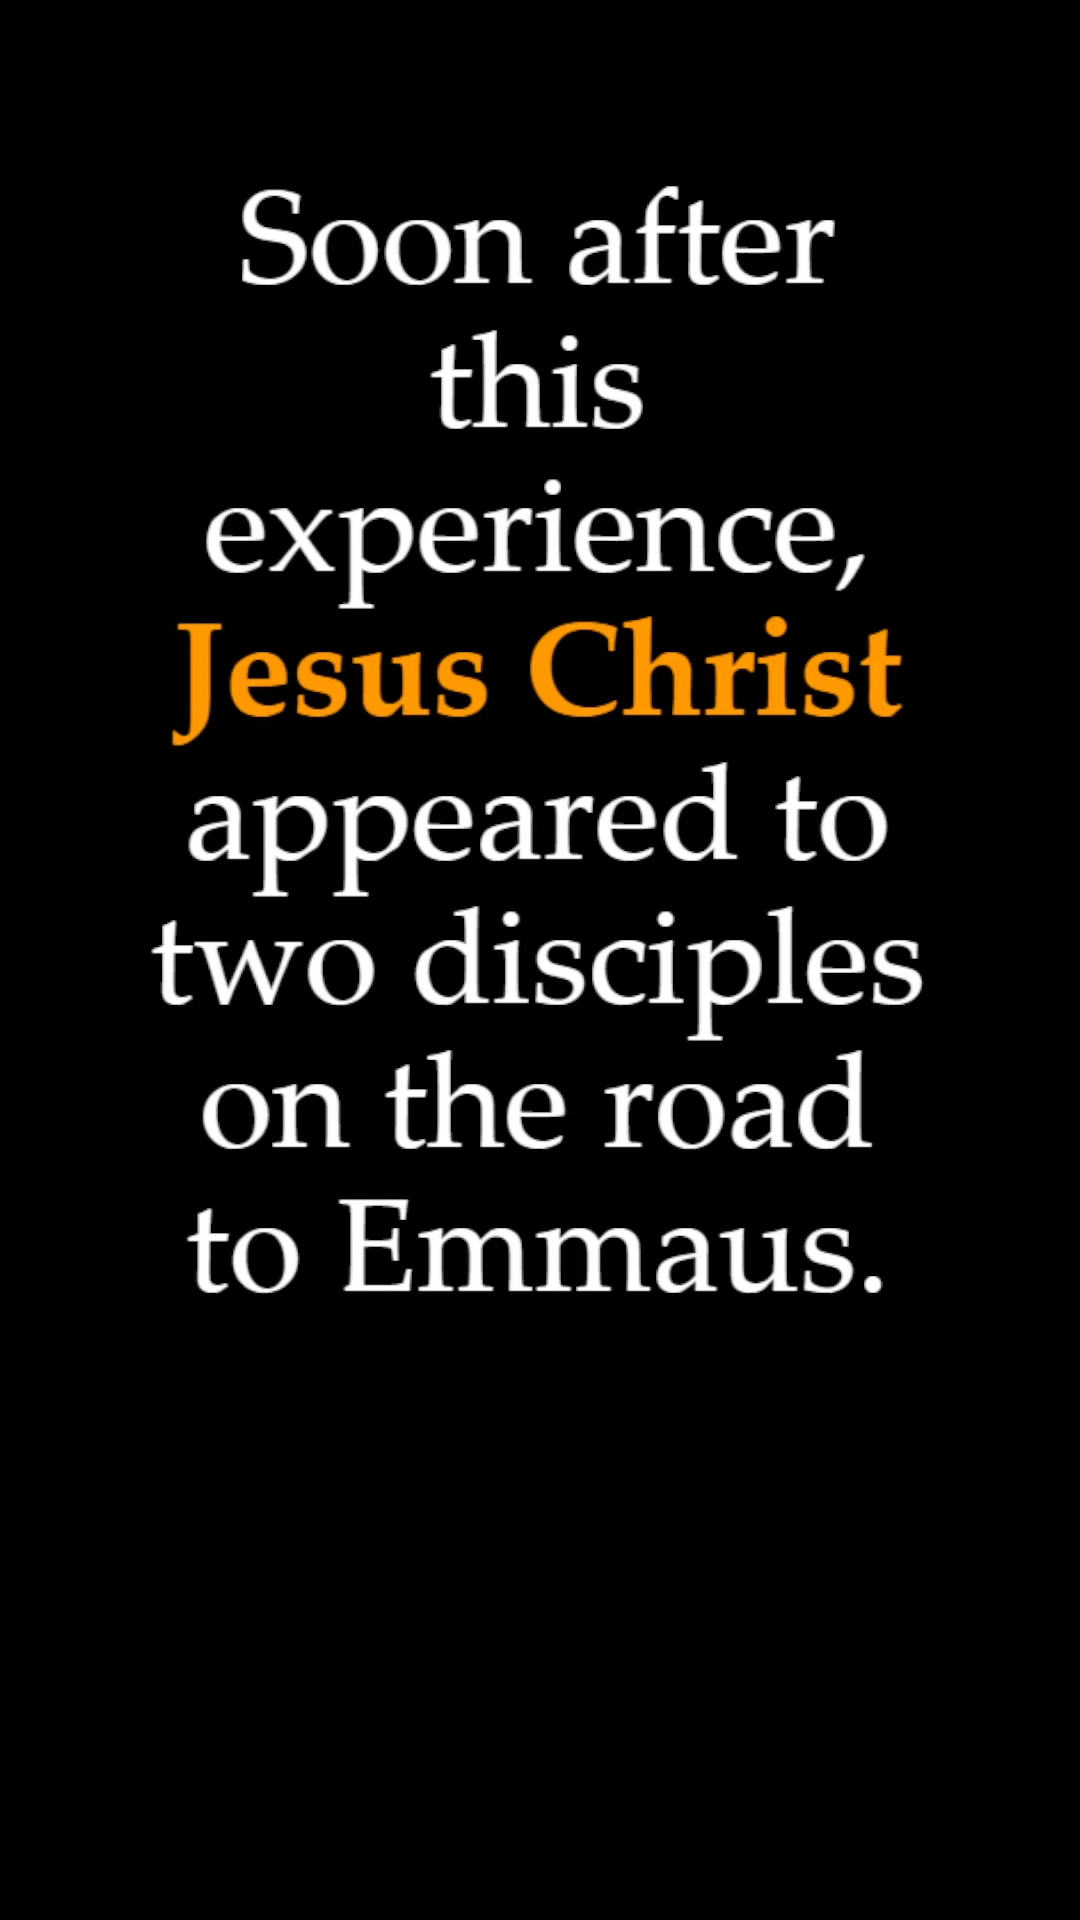 Soon after
this
experience,
Jesus Christ
appeared to
two disciples
on the road
to Emmaus.